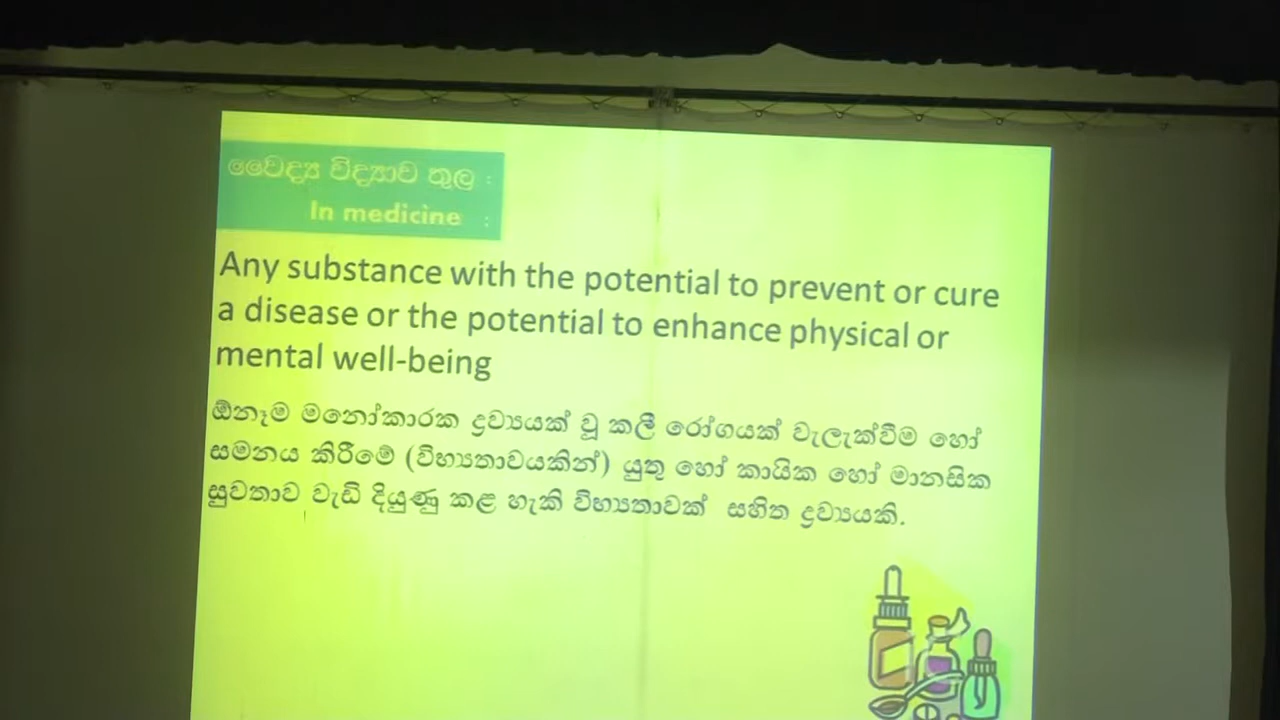 වෛද්‍ය විද්‍යාව තුල :
In medicine :
Any substance with the potential to prevent or cure
a disease or the potential to enhance physical or
mental well-being
ඕනෑම මනෝකාරක ද්‍රව්‍යයක් වූ කලී රෝගයක් වැලැක්වීම හෝ
සමනය කිරීමේ (විභ්‍යතාවයකින්) යුතු හෝ කායික හෝ මානසික
සුවතාව වැඩි දියුණු කළ හැකි විභ්‍යතාවක් සහිත ද්‍රව්‍යයකි.